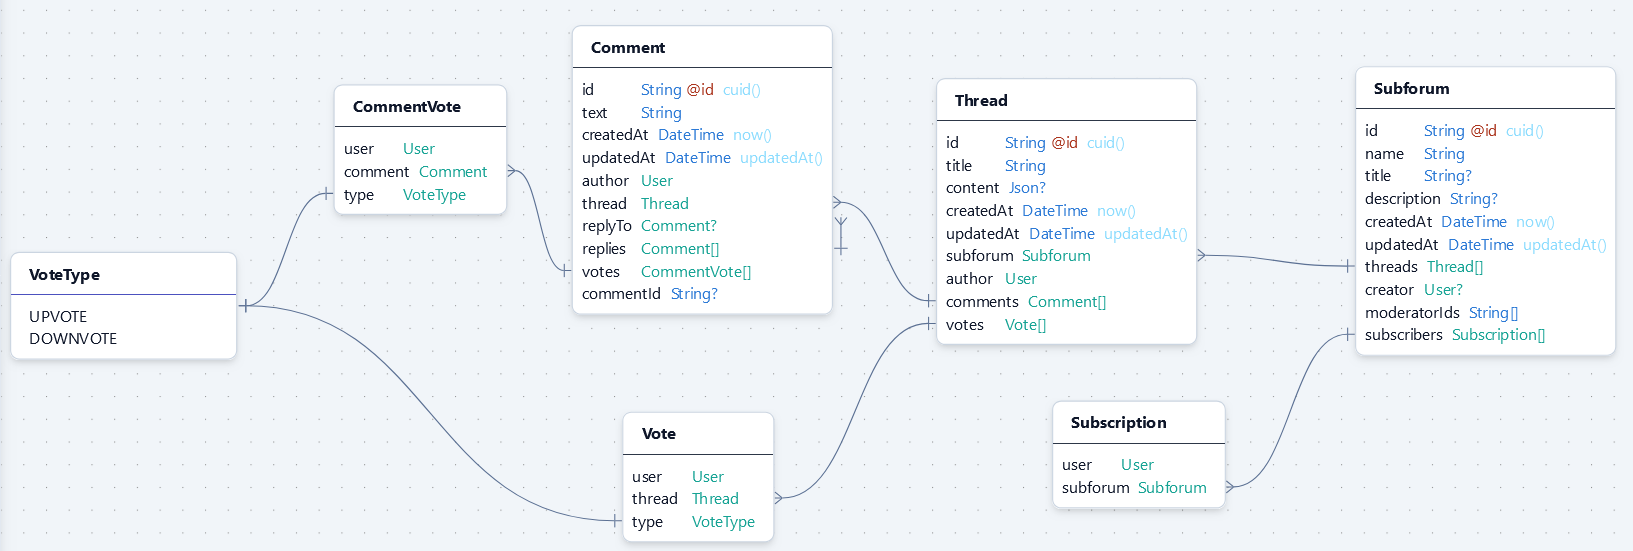 VoteType
UPVOTE
DOWNVOTE
CommentVote
user User
comment Comment
type VoteType
Comment
id String @id cuid()
text String
createdAt DateTime now()
updatedAt DateTime updatedAt()
author User
thread Thread
replyTo Comment?
replies Comment[]
votes CommentVote[]
commentId String?
Vote
user User
thread Thread
type VoteType
Thread
id String @id cuid()
title String
content Json?
createdAt DateTime now()
updatedAt DateTime updatedAt()
subforum Subforum
author User
comments Comment[]
votes Vote[]
Subscription
user User
subforum Subforum
Subforum
id String @id cuid()
name String
title String?
description String?
createdAt DateTime now()
updatedAt DateTime updatedAt()
threads Thread[]
creator User?
moderatorIds String[]
subscribers Subscription[]